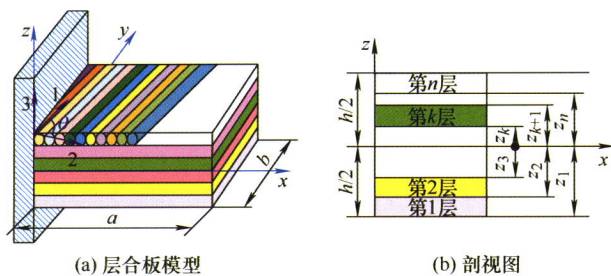 z
y
1
3
θ
2
x
b
a
(a) 层合板模型
z
第n层
第k层
第2层
第1层
h/2
h/2
z_k
z_{k+1}
z_n
z_3
z_2
z_1
x
(b) 剖视图